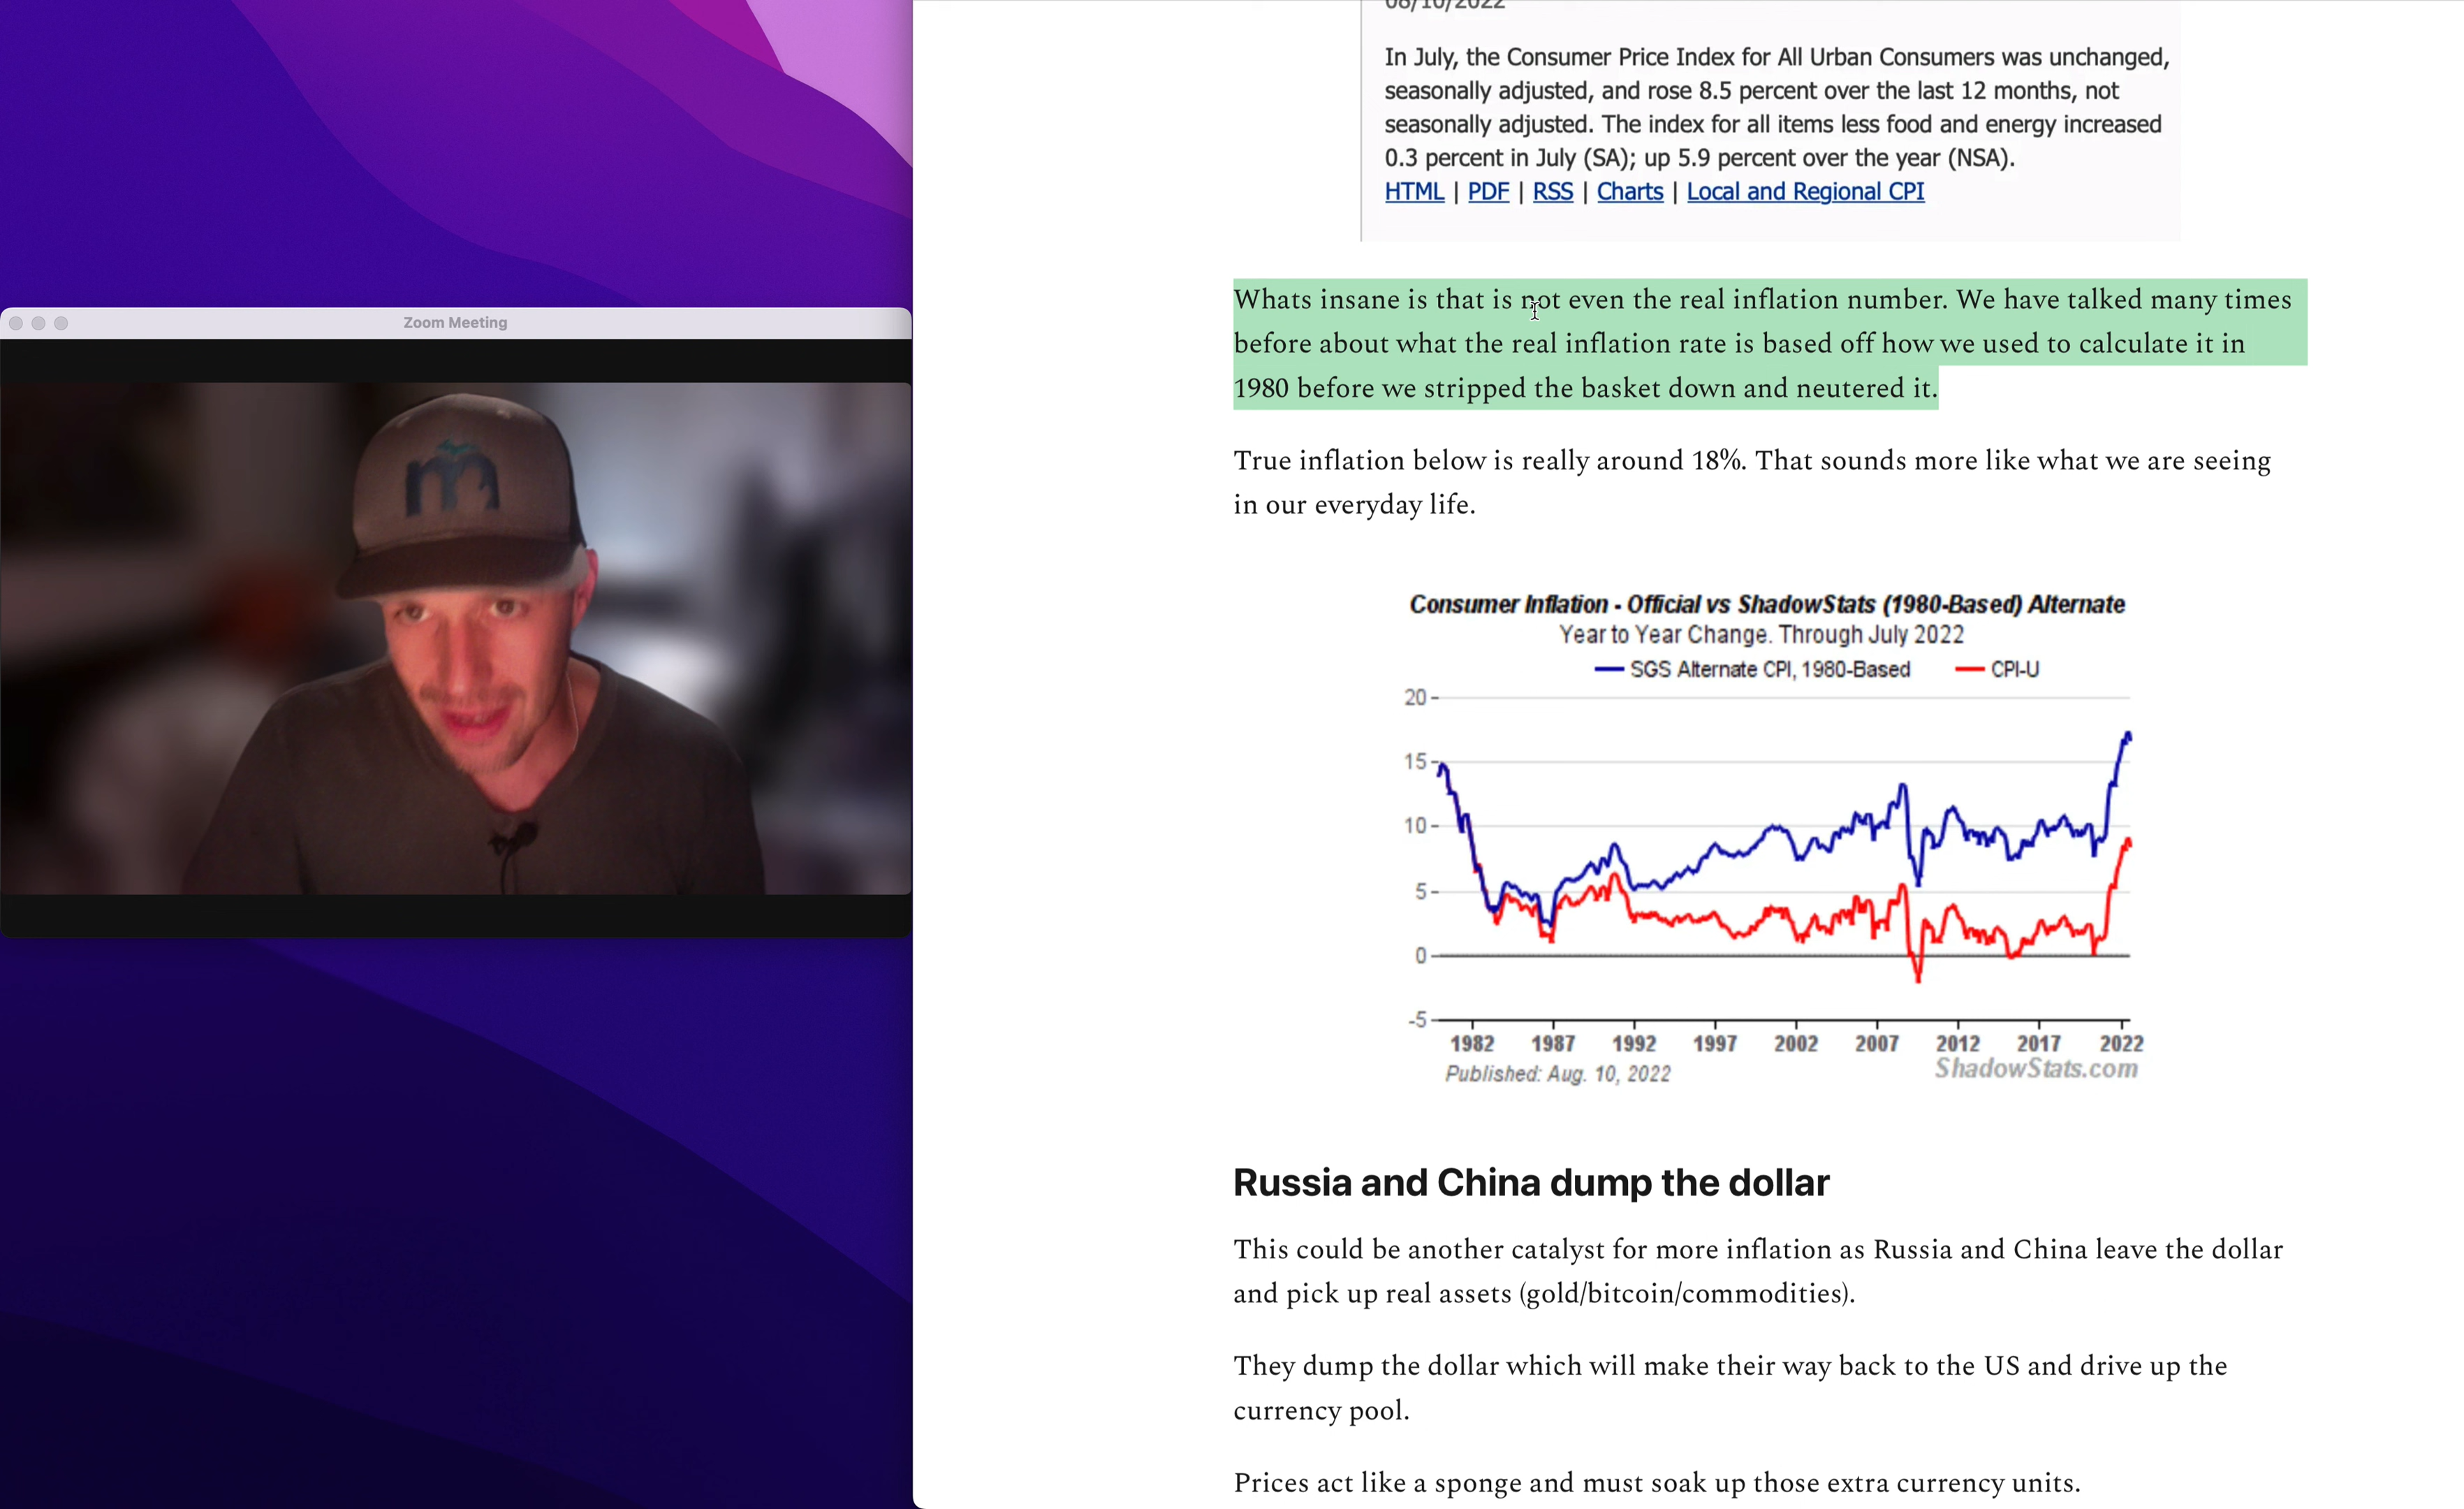 08/10/2022
In July, the Consumer Price Index for All Urban Consumers was unchanged,
seasonally adjusted, and rose 8.5 percent over the last 12 months, not
seasonally adjusted. The index for all items less food and energy increased
0.3 percent in July (SA); up 5.9 percent over the year (NSA).
HTML | PDF | RSS | Charts | Local and Regional CPI
Zoom Meeting
m
Whats insane is that is not even the real inflation number. We have talked many times
before about what the real inflation rate is based off how we used to calculate it in
1980 before we stripped the basket down and neutered it.
True inflation below is really around 18%. That sounds more like what we are seeing
in our everyday life.
Consumer Inflation - Official vs ShadowStats (1980-Based) Alternate
Year to Year Change. Through July 2022
SGS Alternate CPI, 1980-Based CPI-U
20
15
10
5
0
-5
1982 1987 1992 1997 2002 2007 2012 2017 2022
Published: Aug. 10, 2022 ShadowStats.com
Russia and China dump the dollar
This could be another catalyst for more inflation as Russia and China leave the dollar
and pick up real assets (gold/bitcoin/commodities).
They dump the dollar which will make their way back to the US and drive up the
currency pool.
Prices act like a sponge and must soak up those extra currency units.